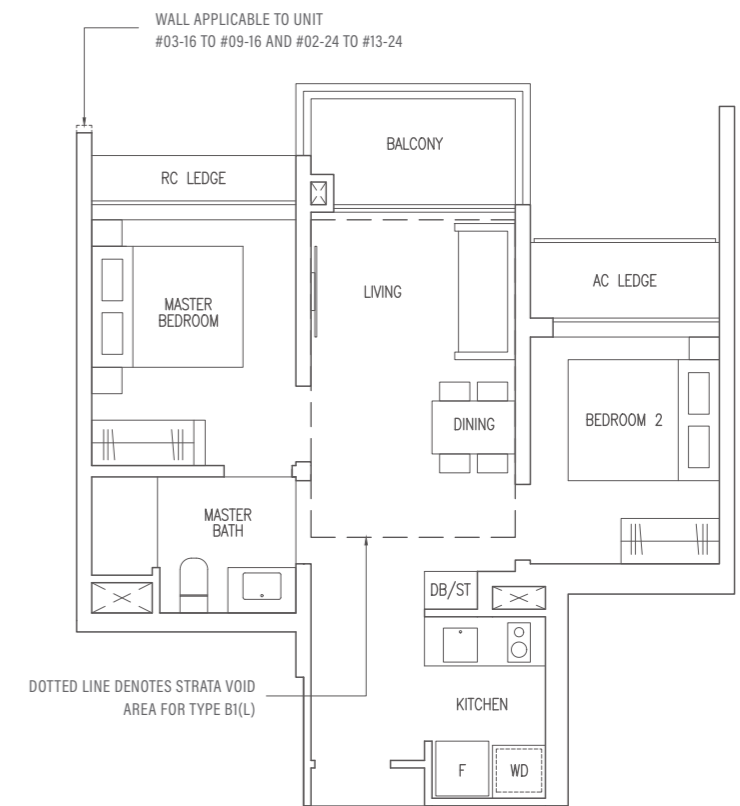 WALL APPLICABLE TO UNIT
#03-16 TO #09-16 AND #02-24 TO #13-24
BALCONY
RC LEDGE
AC LEDGE
LIVING
MASTER
BEDROOM
DINING
BEDROOM 2
MASTER
BATH
DB/ST
DOTTED LINE DENOTES STRATA VOID
AREA FOR TYPE B1(L)
KITCHEN
F
WD